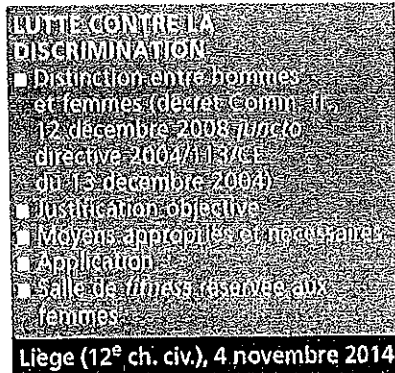 LUTTE CONTRE LA
DISCRIMINATION
■ Distinction entre hommes
et femmes (décret Comm. fr.,
12 décembre 2008 juncto
directive 2004/113/CE
du 13 décembre 2004)
■ Justification objective
■ Moyens appropriés et nécessaires
■ Application
■ Salle de fitness réservée aux
femmes
Liège (12e ch. civ.), 4 novembre 2014